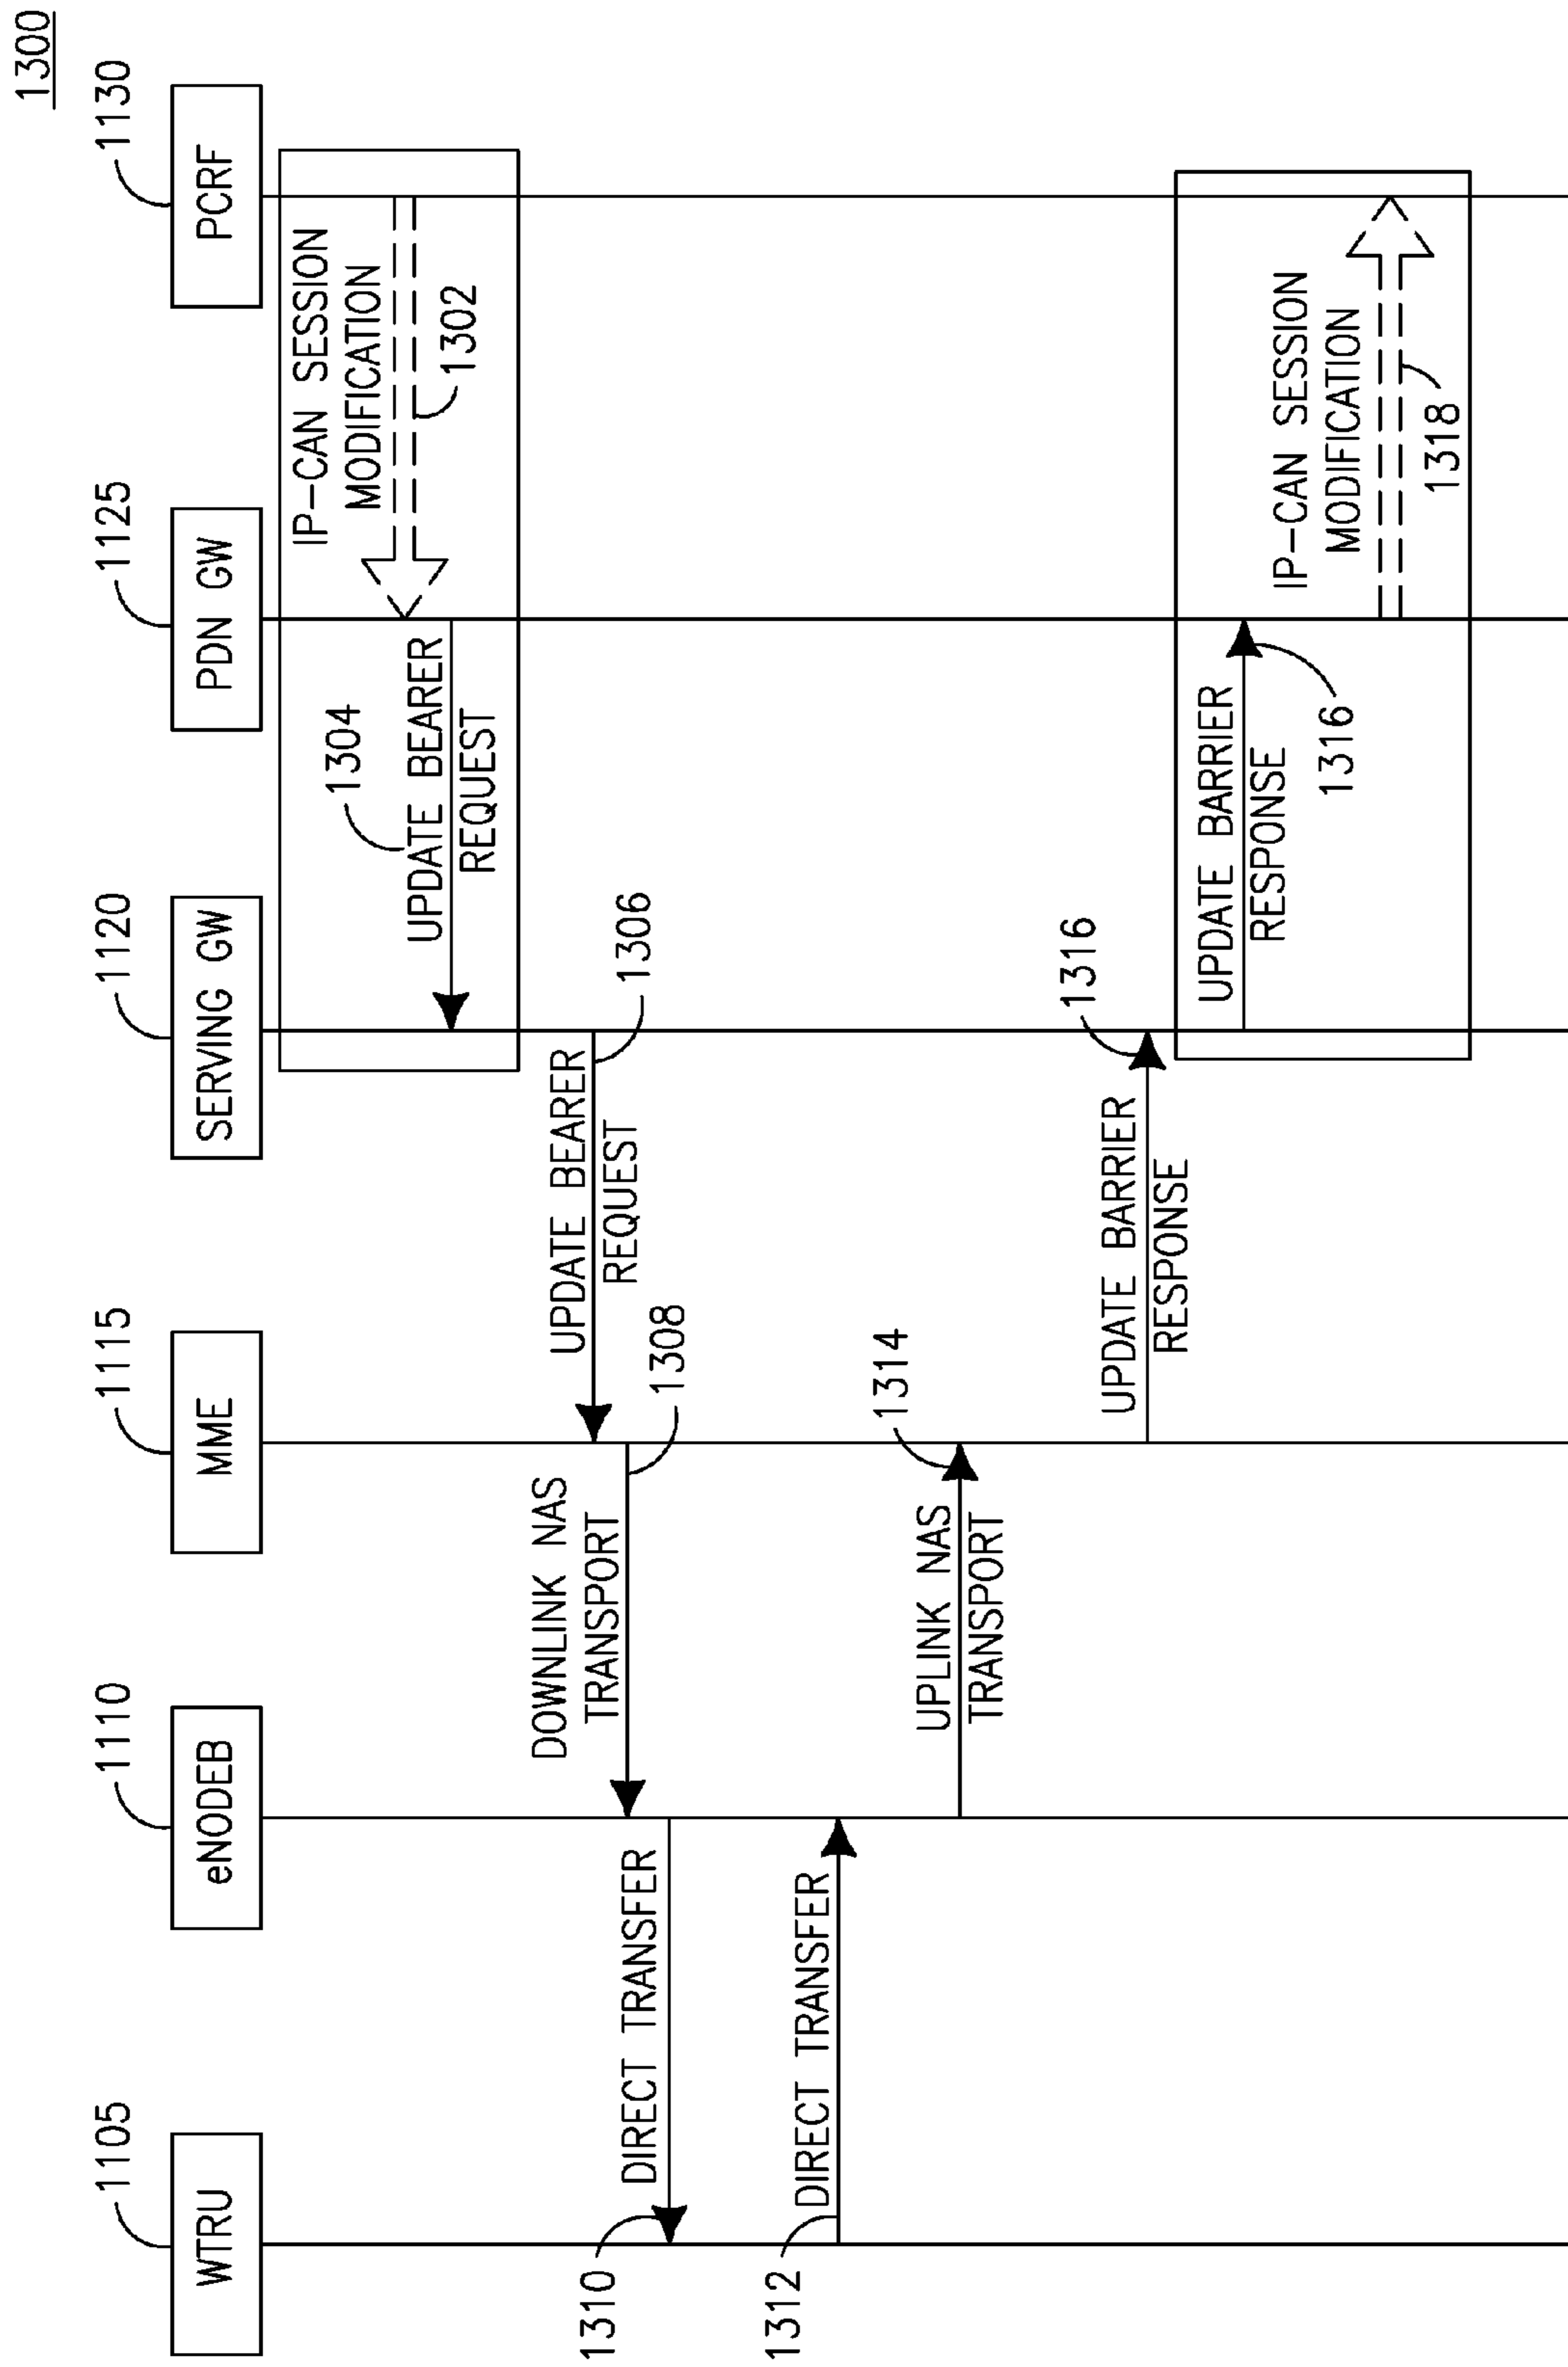 1300
1105
1110
1115
1120
1125
1130
WTRU
eNODEB
MME
SERVING GW
PDN GW
PCRF
IP-CAN SESSION
MODIFICATION
1302
1304
UPDATE BEARER
REQUEST
1306
UPDATE BEARER
REQUEST
1308
DOWNLINK NAS
TRANSPORT
1310
DIRECT TRANSFER
1312
DIRECT TRANSFER
1314
UPLINK NAS
TRANSPORT
1316
UPDATE BARRIER
RESPONSE
UPDATE BARRIER
RESPONSE
1316
IP-CAN SESSION
MODIFICATION
1318